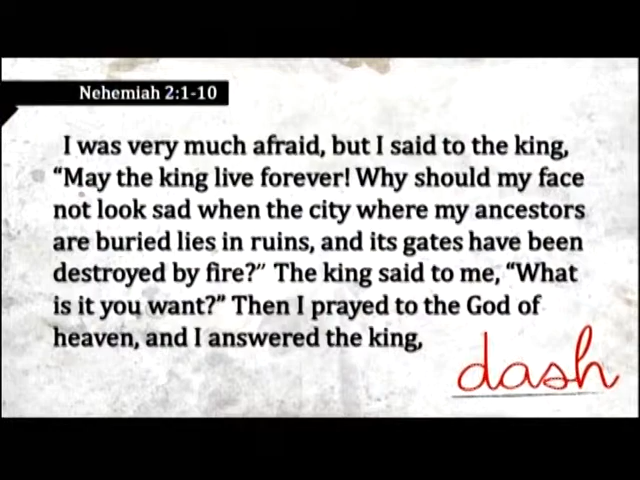 Nehemiah 2:1-10
I was very much afraid, but I said to the king,
“May the king live forever! Why should my face
not look sad when the city where my ancestors
are buried lies in ruins, and its gates have been
destroyed by fire?” The king said to me, “What
is it you want?” Then I prayed to the God of
heaven, and I answered the king,
dash